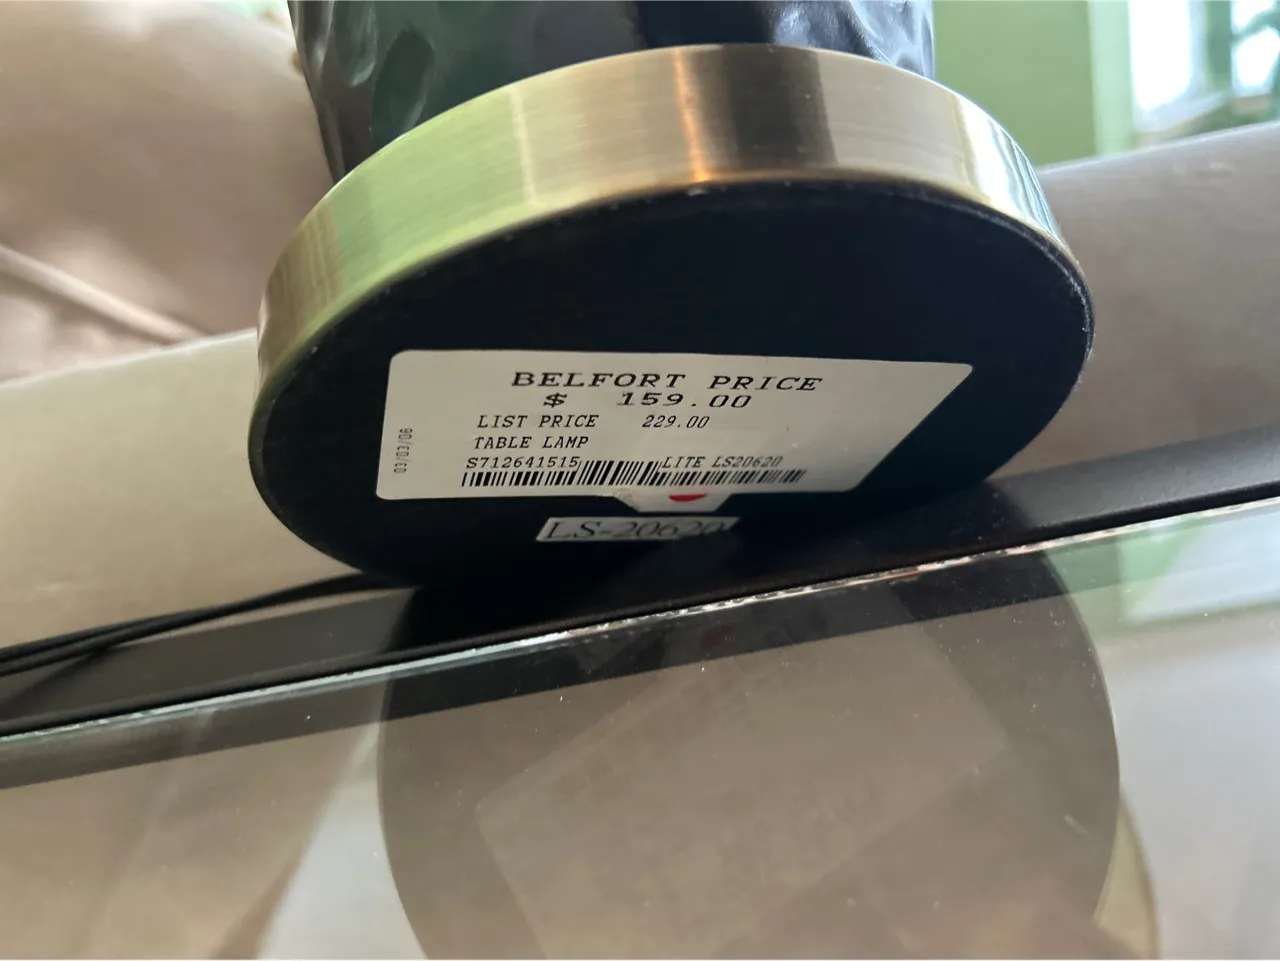 BELFORT PRICE
$ 159.00
LIST PRICE 229.00
TABLE LAMP
S712641515 LITE LS20620
03/03/06
LS-20620